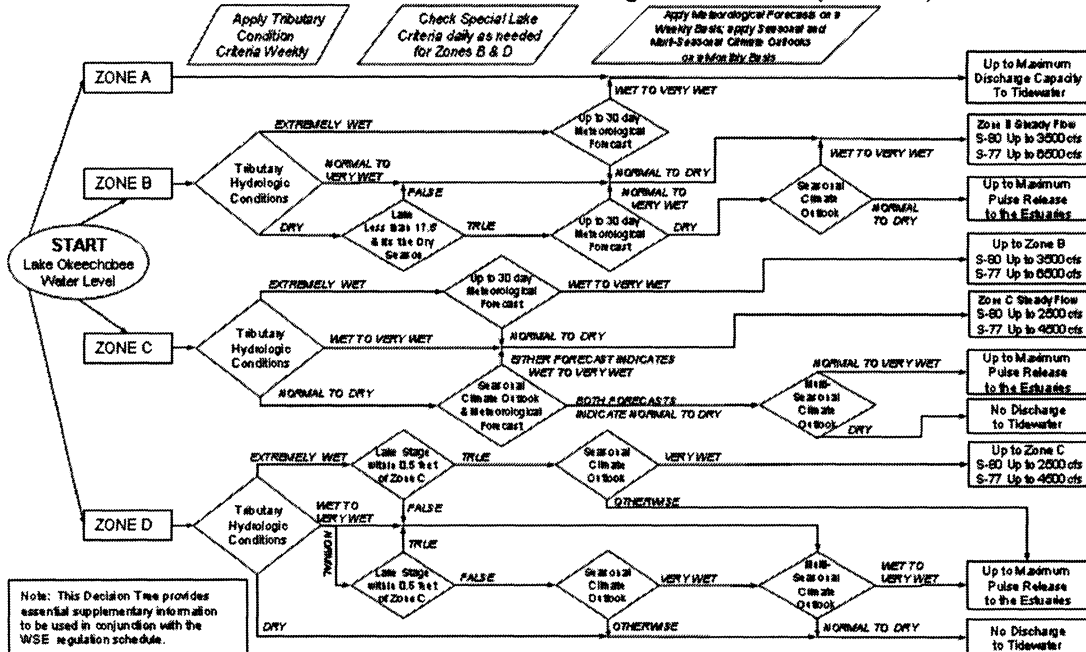 Apply Tributary
Condition
Criteria Weekly
Check Special Lake
Criteria daily as needed
for Zones B & D
Apply Meteorological Forecasts on a
Weekly Basis; apply Seasonal and
Multi-Seasonal Climate Outlooks
on a Monthly Basis
ZONE A
WET TO VERY WET
Up to Maximum
Discharge Capacity
To Tidewater
EXTREMELY WET
Up to 30 day
Meteorological
Forecast
Zone B Steady Flow
S-80 Up to 3500 cfs
S-77 Up to 6500 cfs
ZONE B
Tributary
Hydrologic
Conditions
NORMAL TO
VERY WET
NORMAL TO DRY
WET TO VERY WET
FALSE
NORMAL TO
VERY WET
Seasonal
Climate
Outlook
NORMAL
TO DRY
Up to Maximum
Pulse Release
to the Estuaries
DRY
Lake
Less than 17.5
& it's the Dry
Season
TRUE
Up to 30 day
Meteorological
Forecast
DRY
START
Lake Okeechobee
Water Level
Up to Zone B
S-80 Up to 3500 cfs
S-77 Up to 6500 cfs
EXTREMELY WET
Up to 30 day
Meteorological
Forecast
WET TO VERY WET
Zone C Steady Flow
S-80 Up to 2500 cfs
S-77 Up to 4500 cfs
ZONE C
Tributary
Hydrologic
Conditions
WET TO VERY WET
NORMAL TO DRY
EITHER FORECAST INDICATES
WET TO VERY WET
NORMAL TO DRY
Seasonal
Climate Outlook
& Meteorological
Forecast
BOTH FORECASTS
INDICATE NORMAL TO DRY
Multi-
Seasonal
Climate
Outlook
NORMAL TO VERY WET
Up to Maximum
Pulse Release
to the Estuaries
DRY
No Discharge
to Tidewater
EXTREMELY WET
Lake Stage
within 0.5 feet
of Zone C
TRUE
Seasonal
Climate
Outlook
VERY WET
Up to Zone C
S-80 Up to 2500 cfs
S-77 Up to 4500 cfs
FALSE
OTHERWISE
ZONE D
Tributary
Hydrologic
Conditions
WET TO
VERY WET
NORMAL
TRUE
Lake Stage
within 0.5 feet
of Zone C
FALSE
Seasonal
Climate
Outlook
VERY WET
Multi-
Seasonal
Climate
Outlook
WET TO
VERY WET
Up to Maximum
Pulse Release
to the Estuaries
DRY
OTHERWISE
NORMAL TO DRY
No Discharge
to Tidewater
Note: This Decision Tree provides
essential supplementary information
to be used in conjunction with the
WSE regulation schedule.